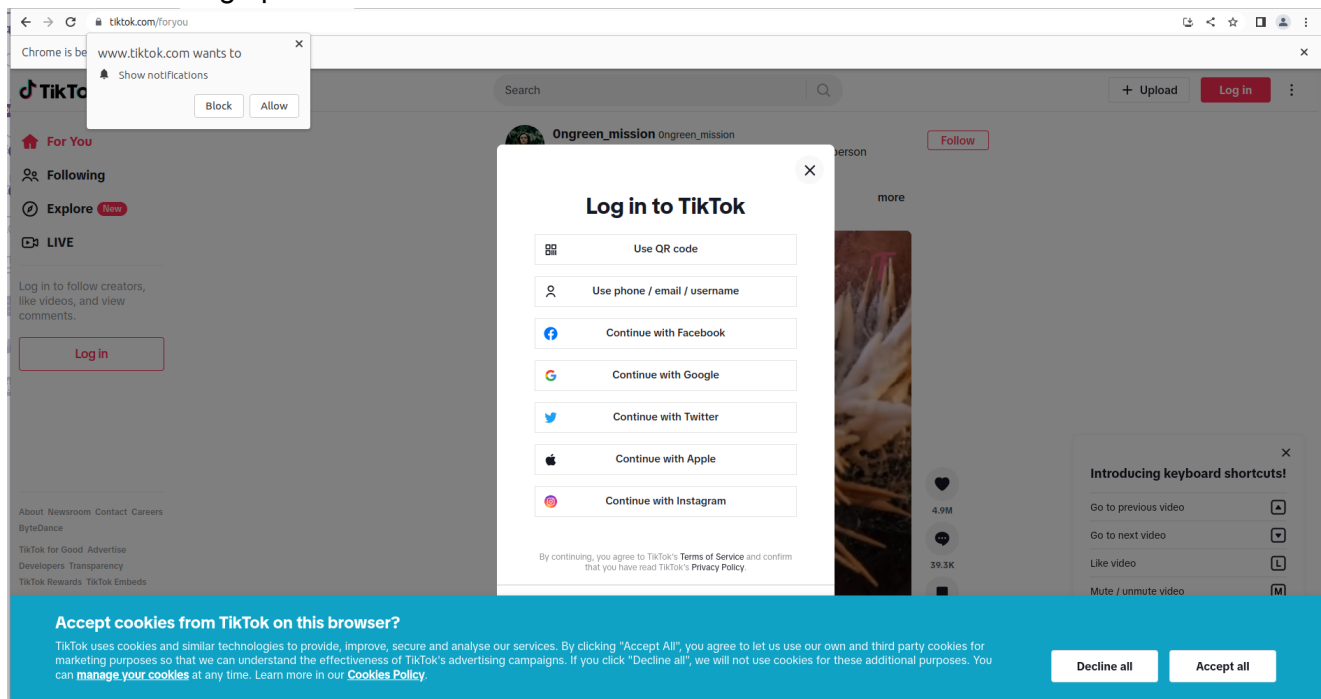 tiktok.com/foryou
Chrome is be
www.tiktok.com wants to
Show notifications
Block Allow
TikTo
Search
+ Upload
Log in
For You
Following
Explore New
LIVE
Log in to follow creators,
like videos, and view
comments.
Log in
About Newsroom Contact Careers
ByteDance
TikTok for Good Advertise
Developers Transparency
TikTok Rewards TikTok Embeds
0ngreen_mission 0ngreen_mission
person
more
Follow
Log in to TikTok
Use QR code
Use phone / email / username
Continue with Facebook
Continue with Google
Continue with Twitter
Continue with Apple
Continue with Instagram
By continuing, you agree to TikTok's Terms of Service and confirm
that you have read TikTok's Privacy Policy.
4.9M
39.3K
Introducing keyboard shortcuts!
Go to previous video
Go to next video
Like video L
Mute / unmute video M
Accept cookies from TikTok on this browser?
TikTok uses cookies and similar technologies to provide, improve, secure and analyse our services. By clicking "Accept All", you agree to let us use our own and third party cookies for
marketing purposes so that we can understand the effectiveness of TikTok's advertising campaigns. If you click "Decline all", we will not use cookies for these additional purposes. You
can manage your cookies at any time. Learn more in our Cookies Policy.
Decline all
Accept all